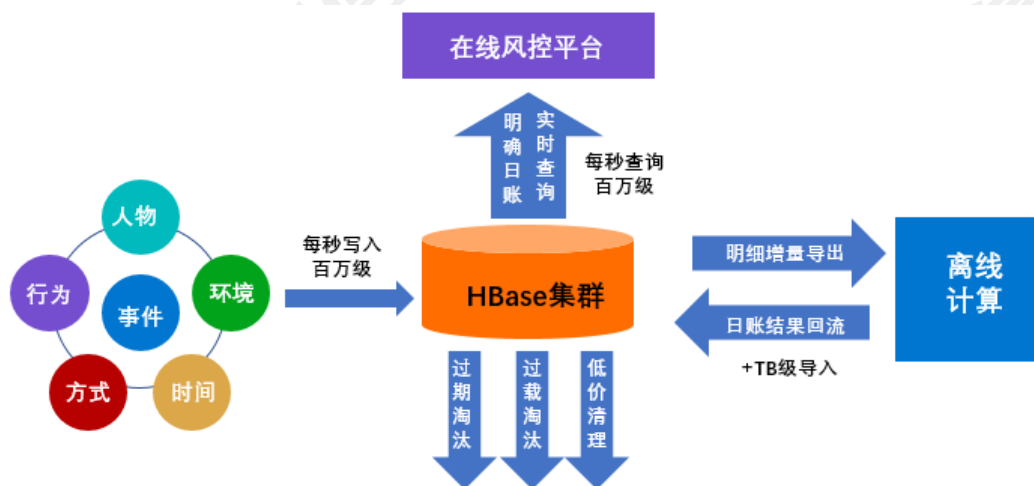 在线风控平台
明确日账
实时查询
每秒查询
百万级
人物
行为
环境
事件
方式
时间
每秒写入
百万级
HBase集群
明细增量导出
日账结果回流
+TB级导入
离线
计算
过期淘汰
过载淘汰
低价清理